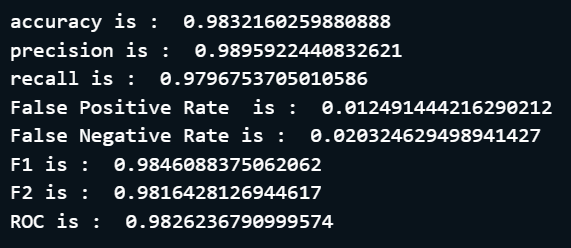 accuracy is :  0.9832160259880888
precision is :  0.9895922440832621
recall is :  0.9796753705010586
False Positive Rate  is :  0.012491444216290212
False Negative Rate is :  0.020324629498941427
F1 is :  0.9846088375062062
F2 is :  0.9816428126944617
ROC is :  0.9826236790999574